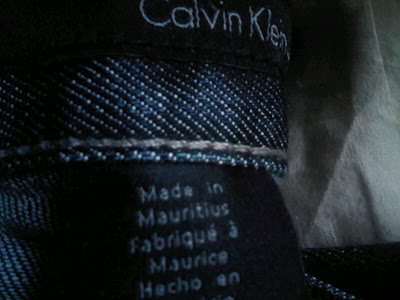 Calvin Klein
Made in
Mauritius
Fabriqué à
Maurice
Hecho en